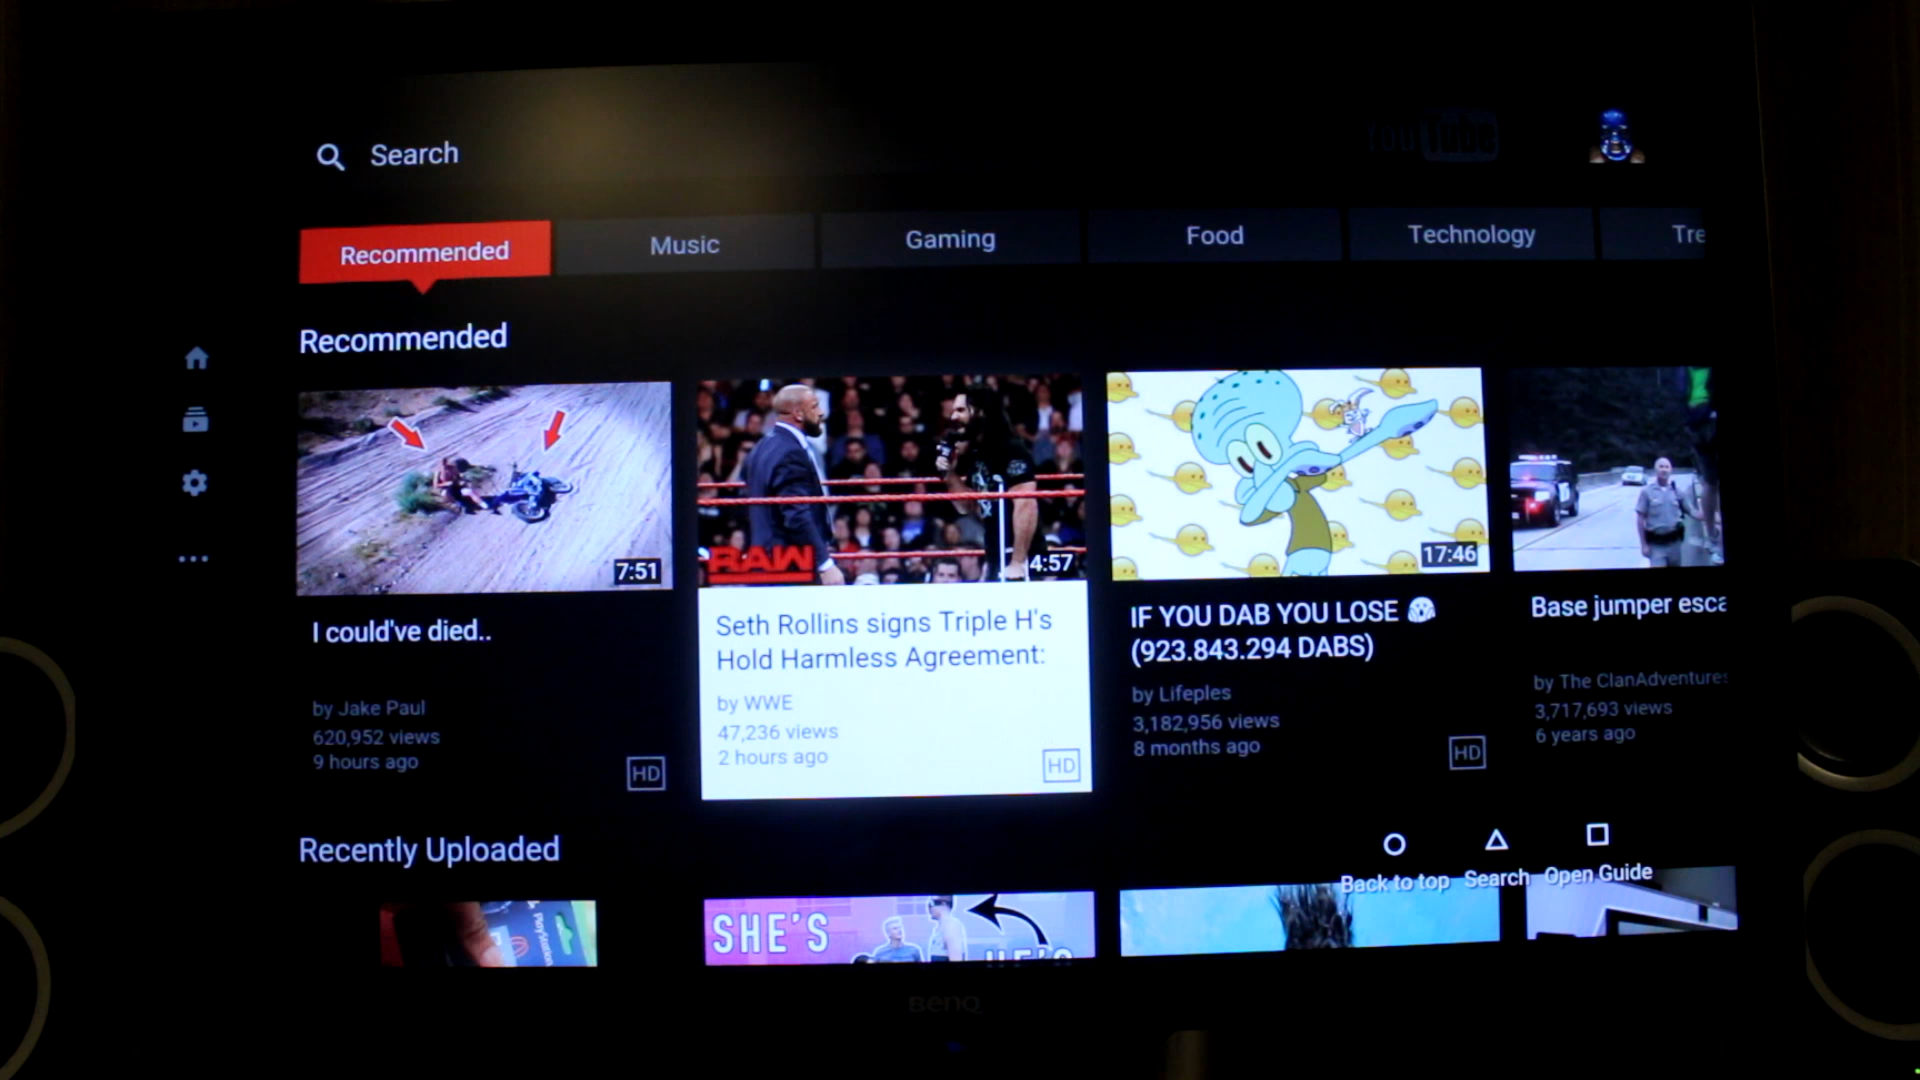 Search
YouTube
Recommended
Music
Gaming
Food
Technology
Tre
Recommended
7:51
RAW
4:57
17:46
I could've died..
by Jake Paul
620,952 views
9 hours ago
HD
Seth Rollins signs Triple H's
Hold Harmless Agreement:
by WWE
47,236 views
2 hours ago
HD
IF YOU DAB YOU LOSE
(923.843.294 DABS)
by Lifeples
3,182,956 views
8 months ago
HD
Base jumper esca
by The ClanAdventures
3,717,693 views
6 years ago
Recently Uploaded
Back to top
Search
Open Guide
SHE'S
HE'S
BenQ